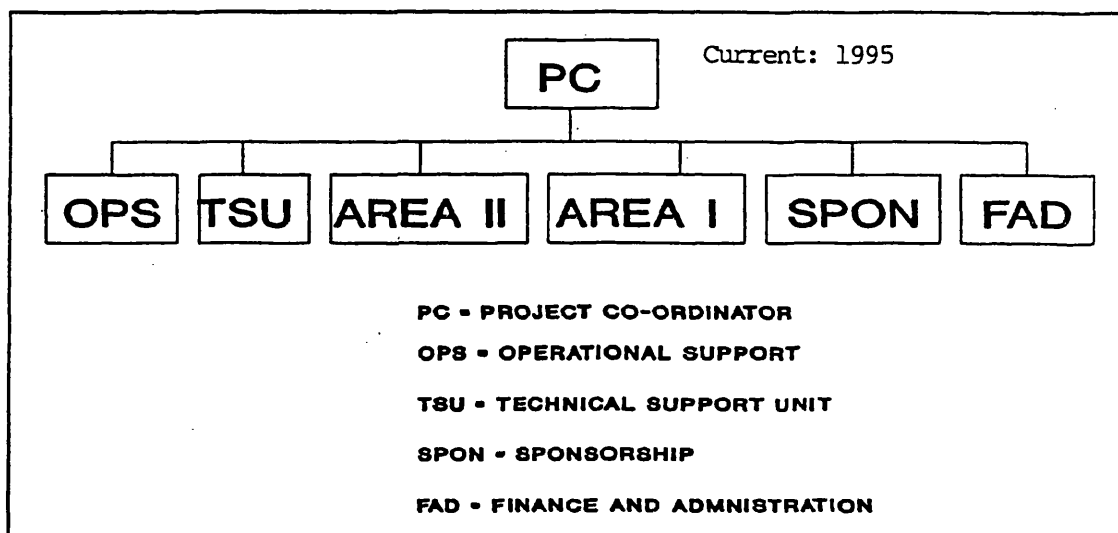 PC
Current: 1995
OPS TSU AREA II AREA I SPON FAD
PC - PROJECT CO-ORDINATOR
OPS - OPERATIONAL SUPPORT
TSU - TECHNICAL SUPPORT UNIT
SPON - SPONSORSHIP
FAD - FINANCE AND ADMNISTRATION